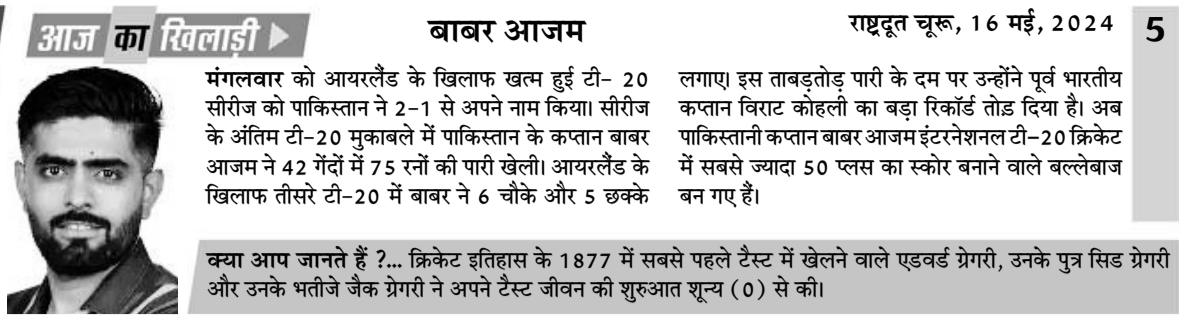 आज का खिलाड़ी
बाबर आजम
राष्ट्रदूत चूरू, 16 मई, 2024
5
मंगलवार को आयरलैंड के खिलाफ खत्म हुई टी- 20
सीरीज को पाकिस्तान ने 2-1 से अपने नाम किया। सीरीज
के अंतिम टी-20 मुकाबले में पाकिस्तान के कप्तान बाबर
आजम ने 42 गेंदों में 75 रनों की पारी खेली। आयरलैंड के
खिलाफ तीसरे टी-20 में बाबर ने 6 चौके और 5 छक्के
लगाए। इस ताबड़तोड़ पारी के दम पर उन्होंने पूर्व भारतीय
कप्तान विराट कोहली का बड़ा रिकॉर्ड तोड़ दिया है। अब
पाकिस्तानी कप्तान बाबर आजम इंटरनेशनल टी-20 क्रिकेट
में सबसे ज्यादा 50 प्लस का स्कोर बनाने वाले बल्लेबाज
बन गए हैं।
क्या आप जानते हैं ?... क्रिकेट इतिहास के 1877 में सबसे पहले टैस्ट में खेलने वाले एडवर्ड ग्रेगरी, उनके पुत्र सिड ग्रेगरी
और उनके भतीजे जैक ग्रेगरी ने अपने टैस्ट जीवन की शुरुआत शून्य (0) से की।